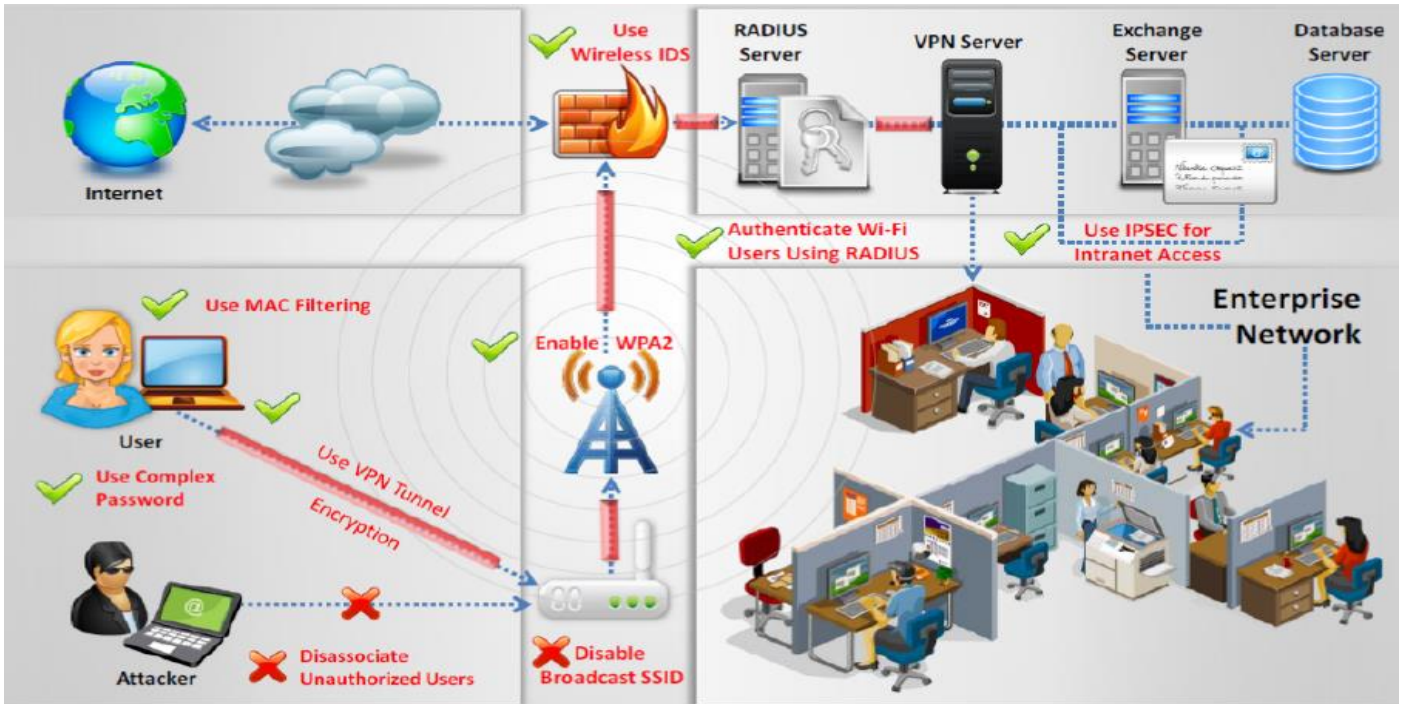 Use
Wireless IDS
RADIUS
Server
VPN Server
Exchange
Server
Database
Server
Internet
Authenticate Wi-Fi
Users Using RADIUS
Use IPSEC for
Intranet Access
Use MAC Filtering
Enable WPA2
Enterprise
Network
User
Use Complex
Password
Use VPN Tunnel
Encryption
@
Attacker
Disassociate
Unauthorized Users
Disable
Broadcast SSID